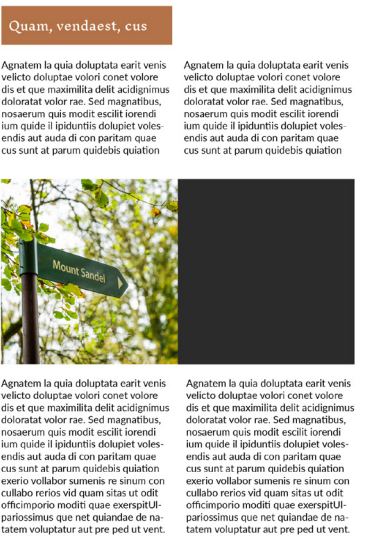 Quam, vendaest, cus
Agnatem la quia doluptata earit venis
velicto doluptae volori conet volore
dis et que maximilita delit acidignimus
doloratat volor rae. Sed magnatibus,
nosaerum quis modit escilit iorendi
ium quide il ipiduntiis dolupiet voles-
endis aut auda di con paritam quae
cus sunt at parum quidebis quiation
Agnatem la quia doluptata earit venis
velicto doluptae volori conet volore
dis et que maximilita delit acidignimus
doloratat volor rae. Sed magnatibus,
nosaerum quis modit escilit iorendi
ium quide il ipiduntiis dolupiet voles-
endis aut auda di con paritam quae
cus sunt at parum quidebis quiation
Mount Sandel
Agnatem la quia doluptata earit venis
velicto doluptae volori conet volore
dis et que maximilita delit acidignimus
doloratat volor rae. Sed magnatibus,
nosaerum quis modit escilit iorendi
ium quide il ipiduntiis dolupiet voles-
endis aut auda di con paritam quae
cus sunt at parum quidebis quiation
exerio vollabor sumenis re sinum con
cullabo rerios vid quam sitas ut odit
officimporio moditi quae exerspitUl-
pariossimus que net quiandae de na-
tatem voluptatur aut pre ped ut vent.
Agnatem la quia doluptata earit venis
velicto doluptae volori conet volore
dis et que maximilita delit acidignimus
doloratat volor rae. Sed magnatibus,
nosaerum quis modit escilit iorendi
ium quide il ipiduntiis dolupiet voles-
endis aut auda di con paritam quae
cus sunt at parum quidebis quiation
exerio vollabor sumenis re sinum con
cullabo rerios vid quam sitas ut odit
officimporio moditi quae exerspitUl-
pariossimus que net quiandae de na-
tatem voluptatur aut pre ped ut vent.